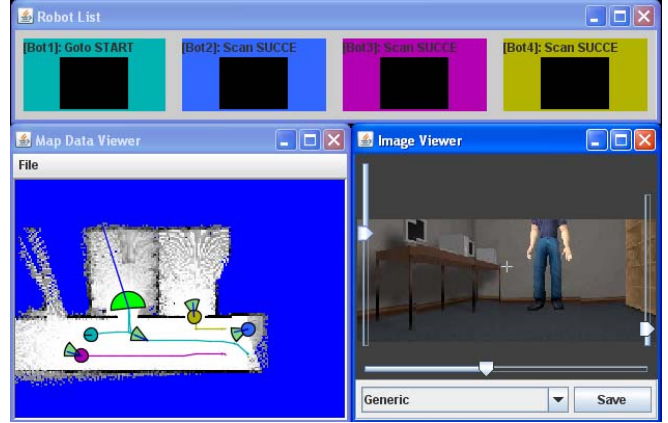 Robot List
[Bot1]: Goto START
[Bot2]: Scan SUCCE
[Bot3]: Scan SUCCE
[Bot4]: Scan SUCCE
Map Data Viewer
Image Viewer
File
Generic
Save